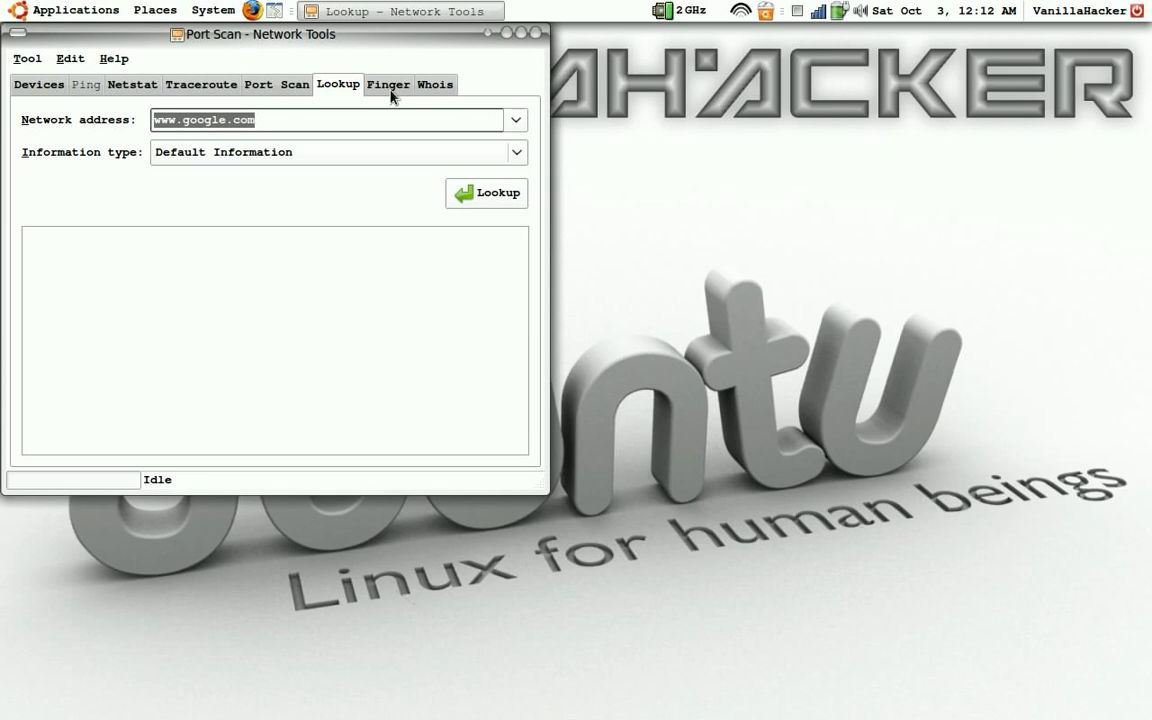 Applications Places System Lookup - Network Tools 2 GHz Sat Oct 3, 12:12 AM VanillaHacker
Port Scan - Network Tools
Tool Edit Help
Devices Ping Netstat Traceroute Port Scan Lookup Finger Whois
Network address: www.google.com
Information type: Default Information
Lookup
Idle
AHACKER
ntu
Linux for human beings